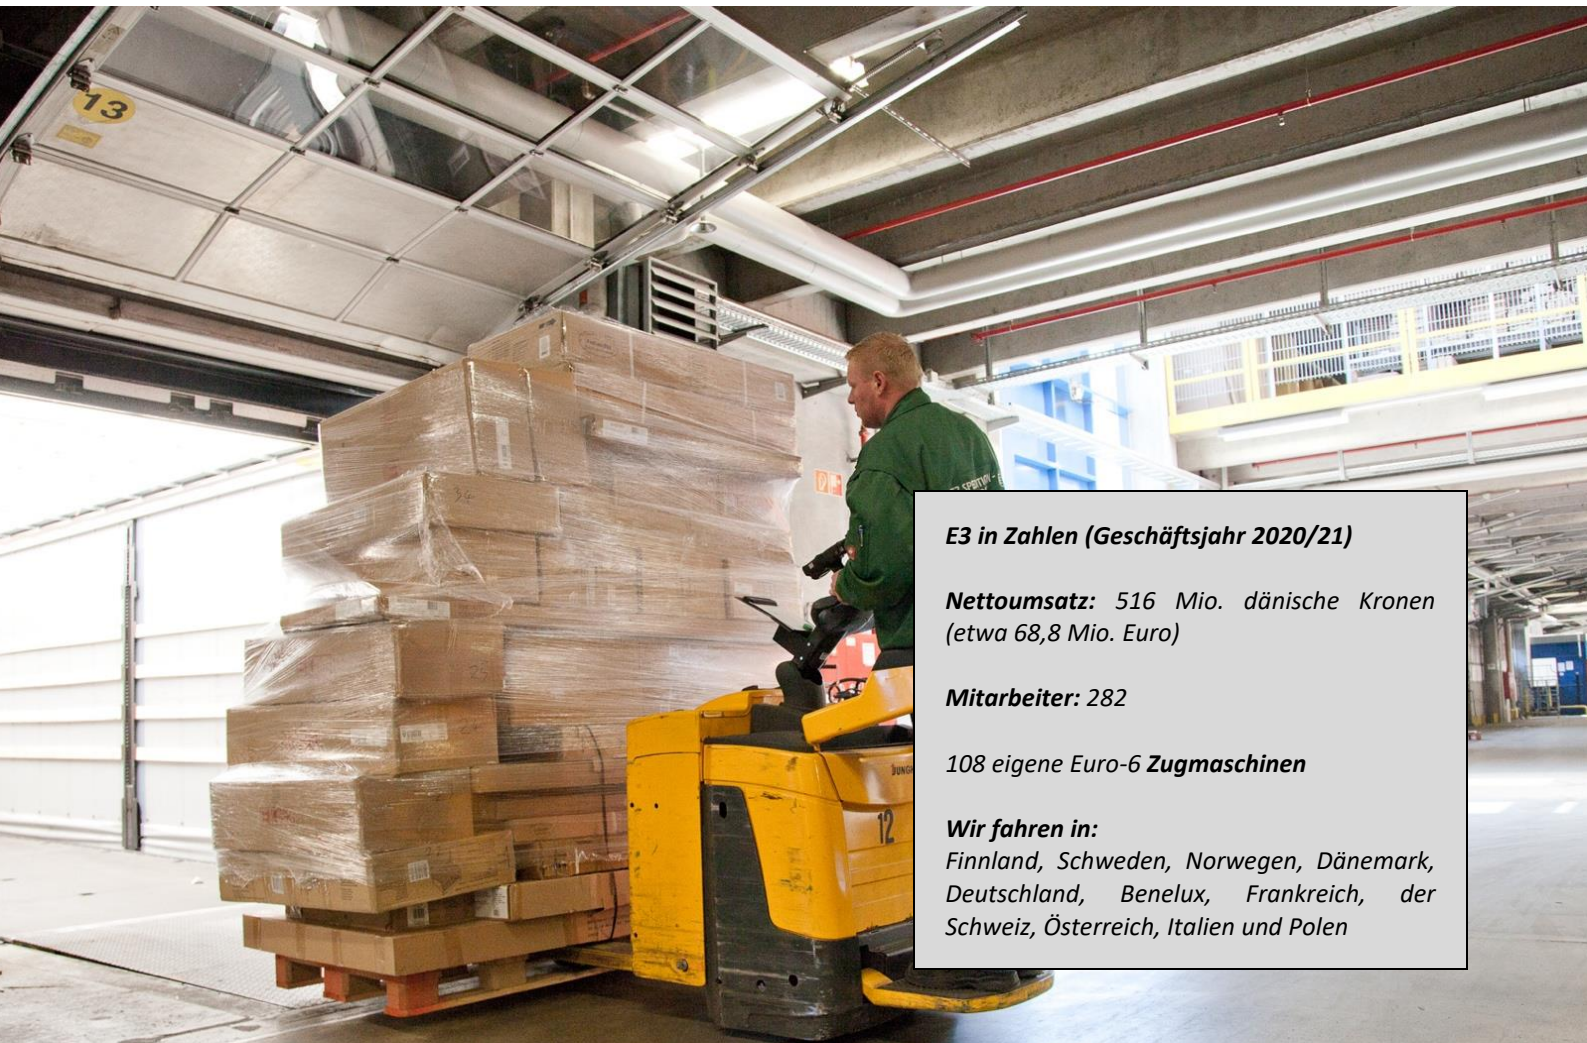 13
E3 in Zahlen (Geschäftsjahr 2020/21)
Nettoumsatz: 516 Mio. dänische Kronen
(etwa 68,8 Mio. Euro)
Mitarbeiter: 282
108 eigene Euro-6 Zugmaschinen
Wir fahren in:
Finnland, Schweden, Norwegen, Dänemark,
Deutschland, Benelux, Frankreich, der
Schweiz, Österreich, Italien und Polen
12